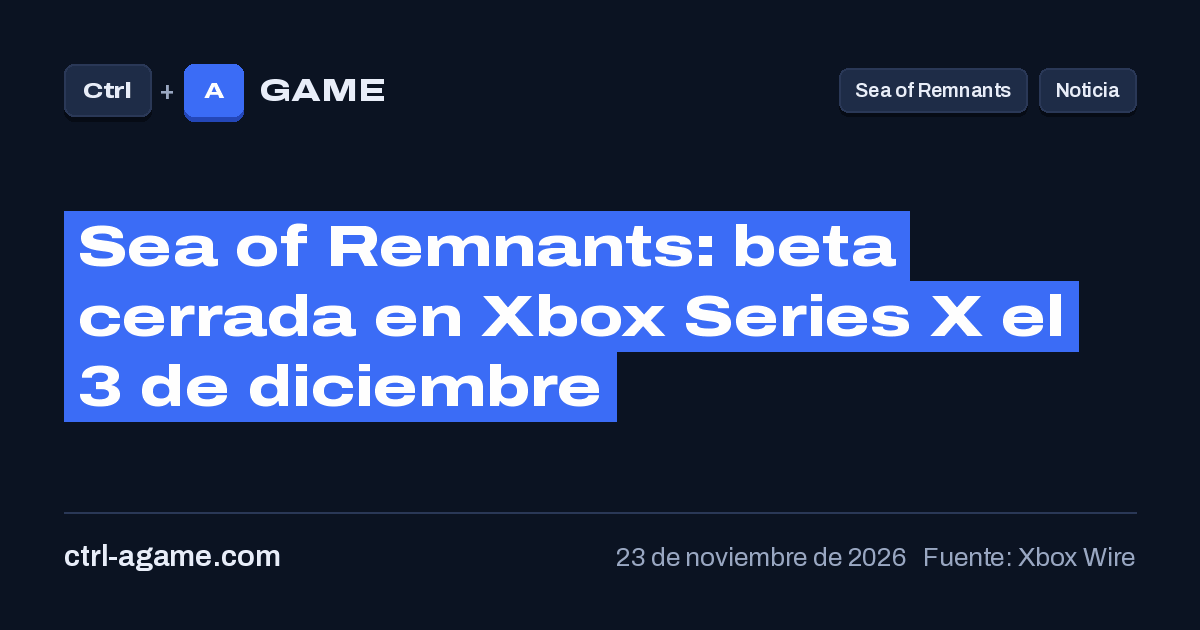 Ctrl + A GAME
Sea of Remnants
Noticia
Sea of Remnants: beta
cerrada en Xbox Series X el
3 de diciembre
ctrl-agame.com
23 de noviembre de 2026 Fuente: Xbox Wire